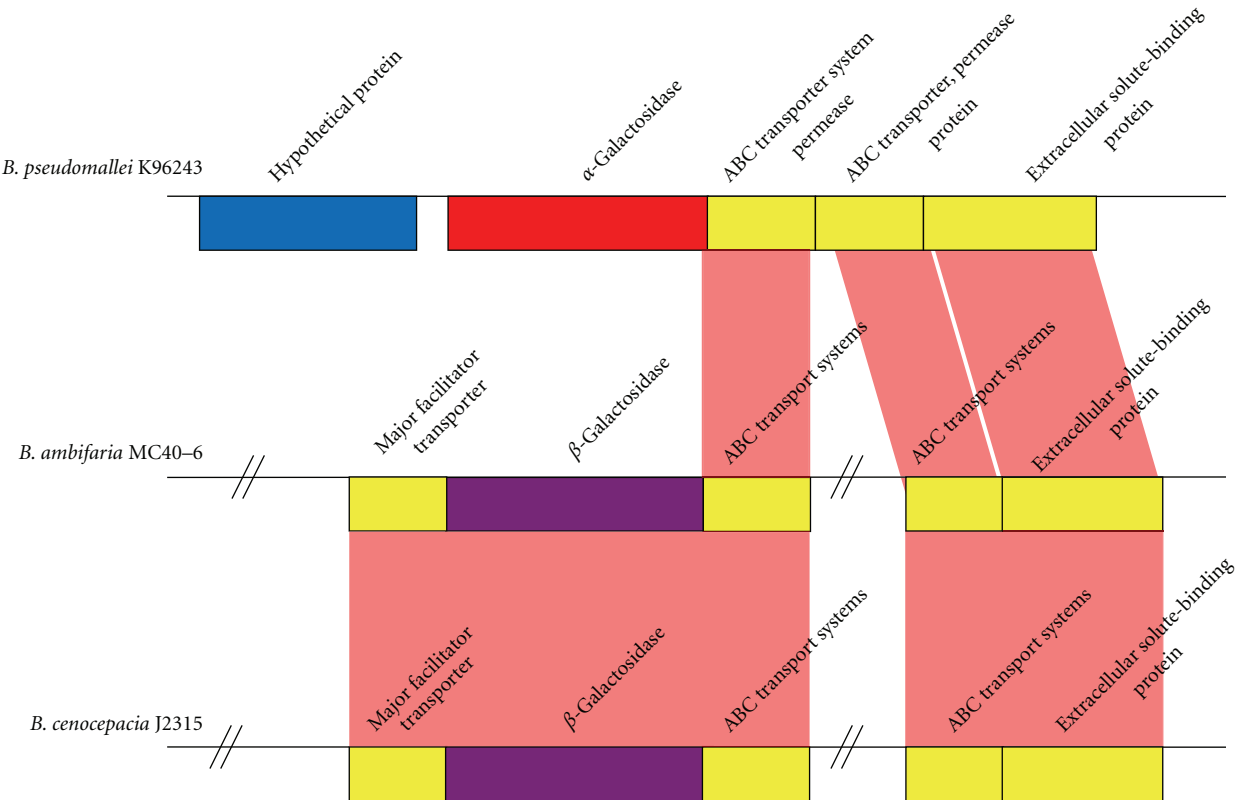 B. pseudomallei K96243
Hypothetical protein
α-Galactosidase
ABC transporter system
permease
ABC transporter, permease
protein
Extracellular solute-binding
protein
B. ambifaria MC40–6
Major facilitator
transporter
β-Galactosidase
ABC transport systems
ABC transport systems
Extracellular solute-binding
protein
B. cenocepacia J2315
Major facilitator
transporter
β-Galactosidase
ABC transport systems
ABC transport systems
Extracellular solute-binding
protein